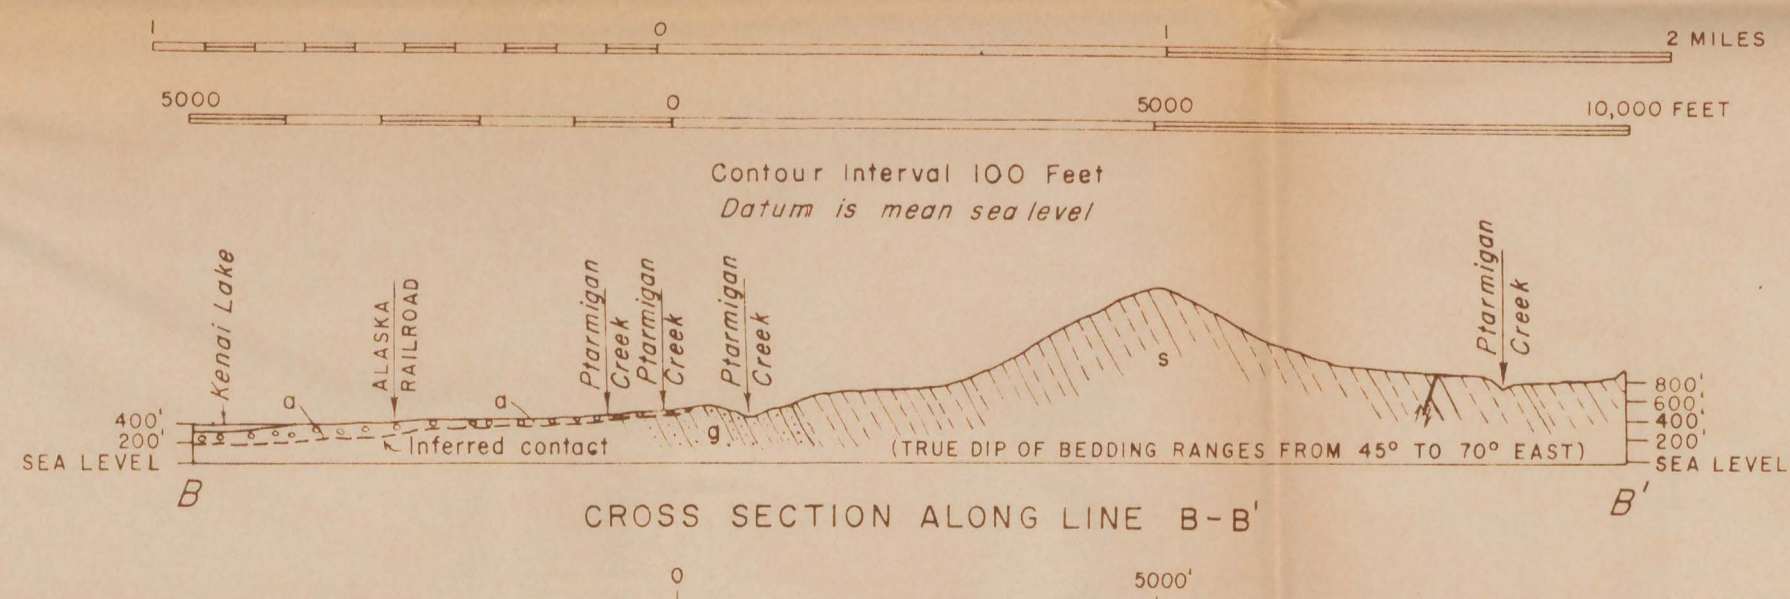 1 0 1 2 MILES
5000 0 5000 10,000 FEET
Contour Interval 100 Feet
Datum is mean sea level
Kenai Lake
ALASKA
RAILROAD
Ptarmigan
Creek
Ptarmigan
Creek
Ptarmigan
Creek
Ptarmigan
Creek
a
a
s
g
400'
200'
SEA LEVEL
Inferred contact
(TRUE DIP OF BEDDING RANGES FROM 45° TO 70° EAST)
800'
600'
400'
200'
SEA LEVEL
B
B'
CROSS SECTION ALONG LINE B-B'
0 5000'